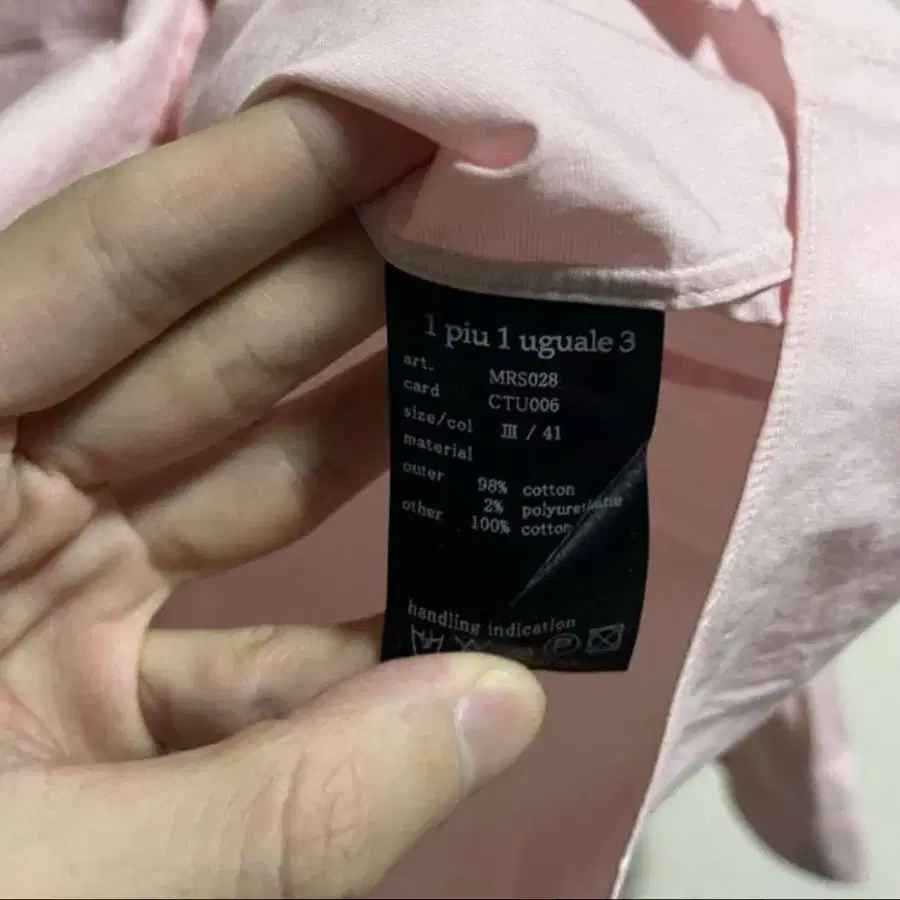 1 piu 1 uguale 3
art. MRS028
card CTU006
size/col Ⅲ / 41
material
outer 98% cotton
2% polyurethane
other 100% cotton
handling indication
P